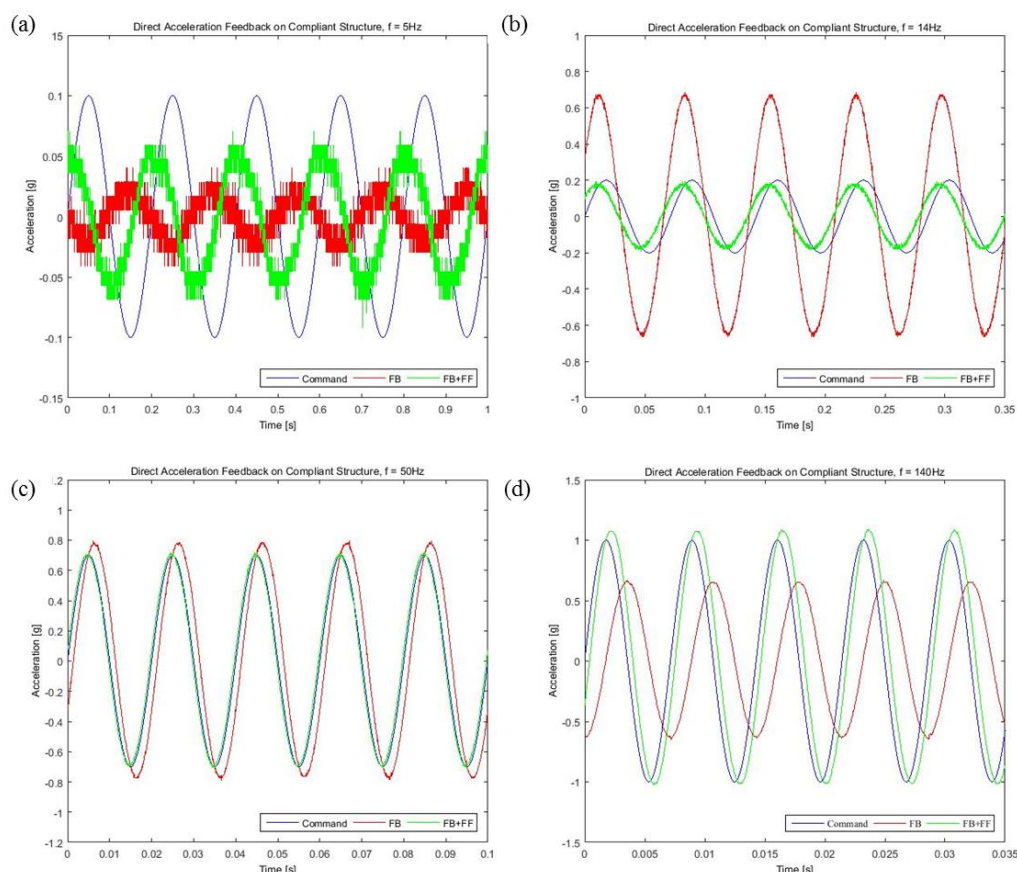 (a)
Direct Acceleration Feedback on Compliant Structure, f = 5Hz
15
0.1
0.05
0
-0.05
-0.1
-0.15
Acceleration [g]
Command FB FB+FF
0 0.1 0.2 0.3 0.4 0.5 0.6 0.7 0.8 0.9 1
Time [s]
(b)
Direct Acceleration Feedback on Compliant Structure, f = 14Hz
1
0.8
0.6
0.4
0.2
0
-0.2
-0.4
-0.6
-0.8
-1
Acceleration [g]
Command FB FB+FF
0 0.05 0.1 0.15 0.2 0.25 0.3 0.35
Time [s]
(c)
Direct Acceleration Feedback on Compliant Structure, f = 50Hz
1.2
1
0.8
0.6
0.4
0.2
0
-0.2
-0.4
-0.6
-0.8
-1
-1.2
Acceleration [g]
Command FB FB+FF
0 0.01 0.02 0.03 0.04 0.05 0.06 0.07 0.08 0.09 0.1
Time [s]
(d)
Direct Acceleration Feedback on Compliant Structure, f = 140Hz
1.5
1
0.5
0
-0.5
-1
-1.5
Acceleration [g]
Command FB FB+FF
0 0.005 0.01 0.015 0.02 0.025 0.03 0.035
Time [s]